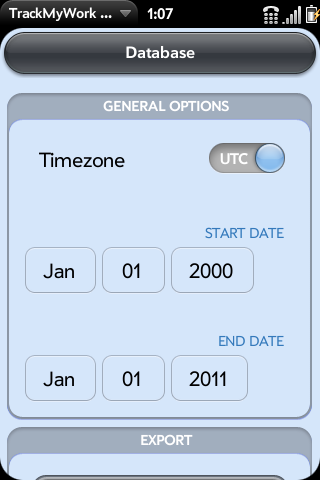 TrackMyWork ... 1:07
Database
GENERAL OPTIONS
Timezone UTC
START DATE
Jan 01 2000
END DATE
Jan 01 2011
EXPORT